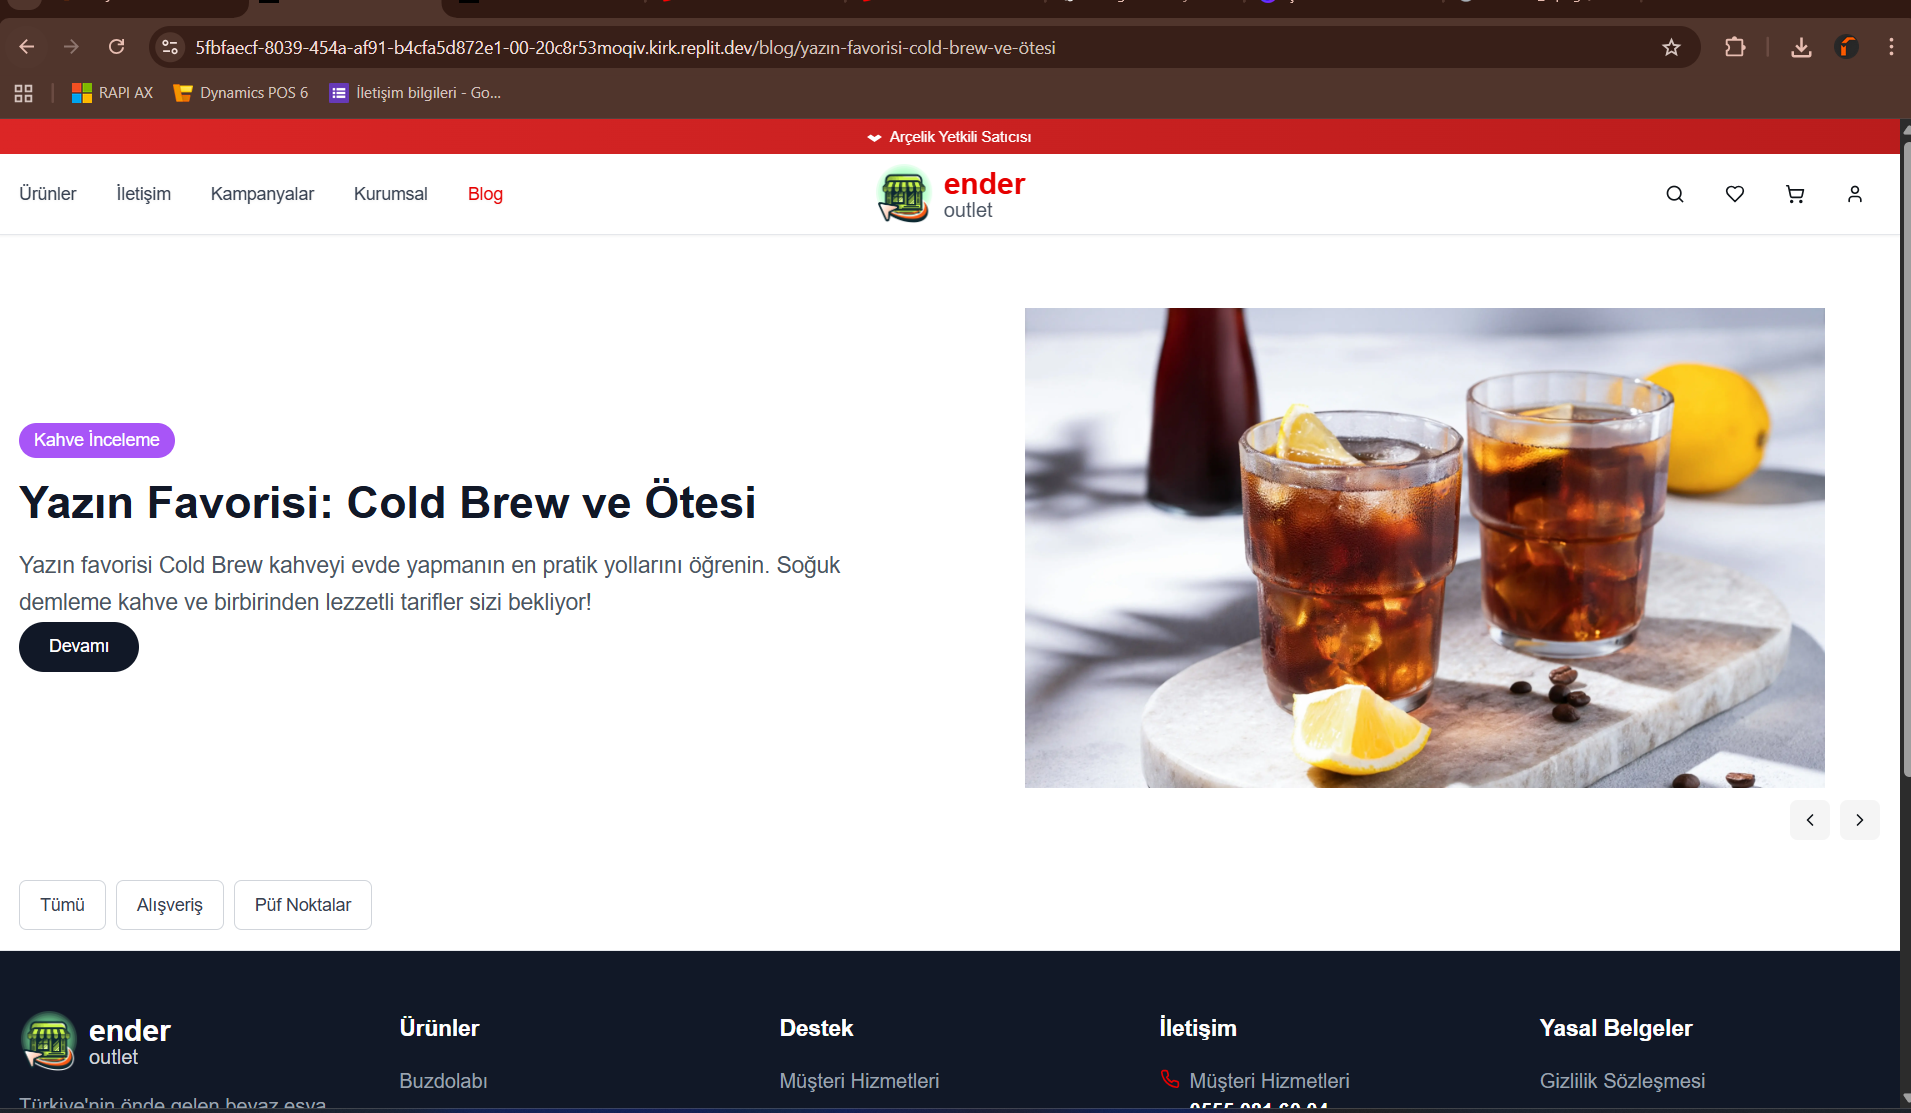 5fbfaecf-8039-454a-af91-b4cfa5d872e1-00-20c8r53moqiv.kirk.replit.dev/blog/yazın-favorisi-cold-brew-ve-ötesi
RAPI AX
Dynamics POS 6
İletişim bilgileri - Go...
Arçelik Yetkili Satıcısı
Ürünler
İletişim
Kampanyalar
Kurumsal
Blog
ender
outlet
Kahve İnceleme
Yazın Favorisi: Cold Brew ve Ötesi
Yazın favorisi Cold Brew kahveyi evde yapmanın en pratik yollarını öğrenin. Soğuk
demleme kahve ve birbirinden lezzetli tarifler sizi bekliyor!
Devamı
Tümü
Alışveriş
Püf Noktalar
ender
outlet
Türkiye'nin önde gelen beyaz eşya
Ürünler
Buzdolabı
Destek
Müşteri Hizmetleri
İletişim
Müşteri Hizmetleri
Yasal Belgeler
Gizlilik Sözleşmesi